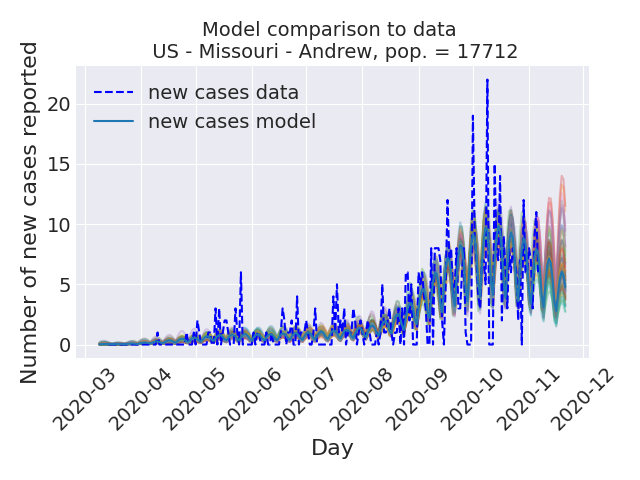 Model comparison to data
US - Missouri - Andrew, pop. = 17712
Number of new cases reported
20
15
10
5
0
new cases data
new cases model
2020-03
2020-04
2020-05
2020-06
2020-07
2020-08
2020-09
2020-10
2020-11
2020-12
Day